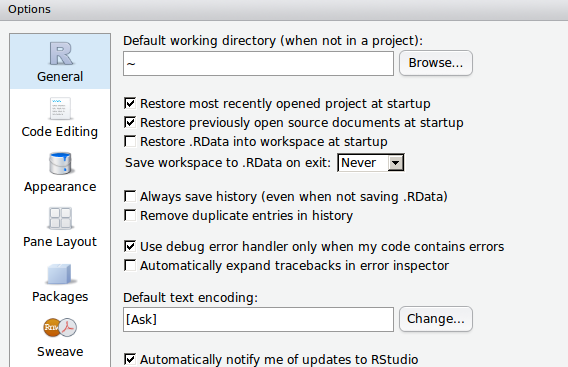 Options
General
Code Editing
Appearance
Pane Layout
Packages
Sweave
Default working directory (when not in a project):
~
Browse...
Restore most recently opened project at startup
Restore previously open source documents at startup
Restore .RData into workspace at startup
Save workspace to .RData on exit: Never
Always save history (even when not saving .RData)
Remove duplicate entries in history
Use debug error handler only when my code contains errors
Automatically expand tracebacks in error inspector
Default text encoding:
[Ask]
Change...
Automatically notify me of updates to RStudio